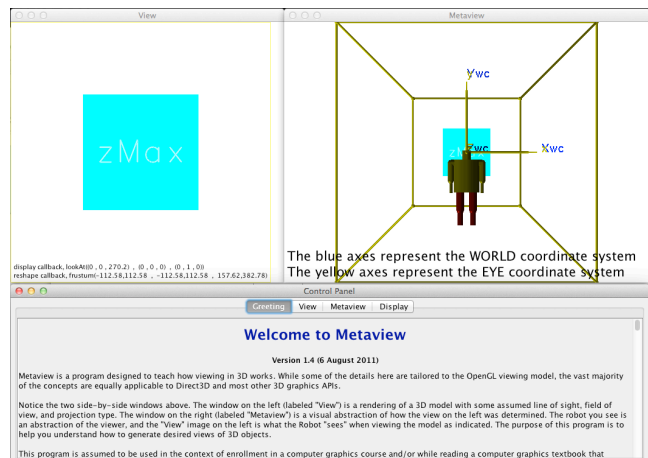 View
Metaview
zMax
Ywc
Zwc
Xwc
zM
display callback, lookAt((0 , 0 , 270.2) , (0 , 0 , 0) , (0 , 1 , 0))
reshape callback, frustum(-112.58,112.58 , -112.58, 112.58 , 157.62,382.78)
The blue axes represent the WORLD coordinate system
The yellow axes represent the EYE coordinate system
Control Panel
Greeting View Metaview Display
Welcome to Metaview
Version 1.4 (6 August 2011)
Metaview is a program designed to teach how viewing in 3D works. While some of the details here are tailored to the OpenGL viewing model, the vast majority
of the concepts are equally applicable to Direct3D and most other 3D graphics APIs.
Notice the two side-by-side windows above. The window on the left (labeled "View") is a rendering of a 3D model with some assumed line of sight, field of
view, and projection type. The window on the right (labeled "Metaview") is a visual abstraction of how the view on the left was determined. The robot you see is
an abstraction of the viewer, and the "View" image on the left is what the Robot "sees" when viewing the model as indicated. The purpose of this program is to
help you understand how to generate desired views of 3D objects.
This program is assumed to be used in the context of enrollment in a computer graphics course and/or while reading a computer graphics textbook that